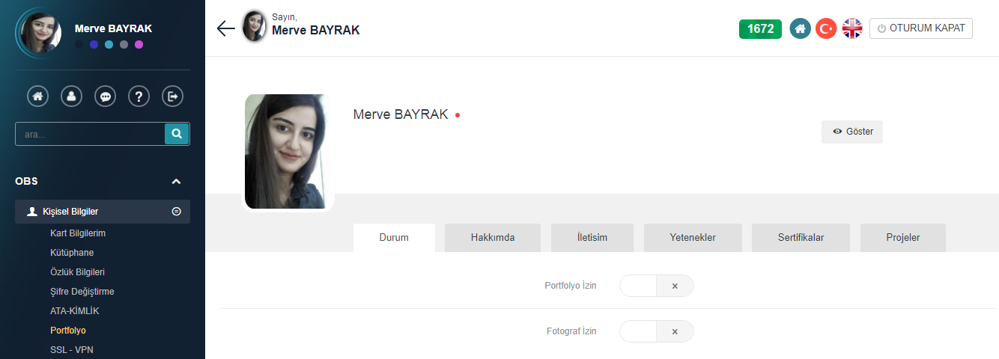 Merve BAYRAK
ara...
OBS
Kişisel Bilgiler
Kart Bilgilerim
Kütüphane
Özlük Bilgileri
Şifre Değiştirme
ATA-KİMLİK
Portfolyo
SSL - VPN
Sayın,
Merve BAYRAK
1672
OTURUM KAPAT
Merve BAYRAK
Göster
Durum
Hakkımda
İletisim
Yetenekler
Sertifikalar
Projeler
Portfolyo İzin
Fotograf İzin